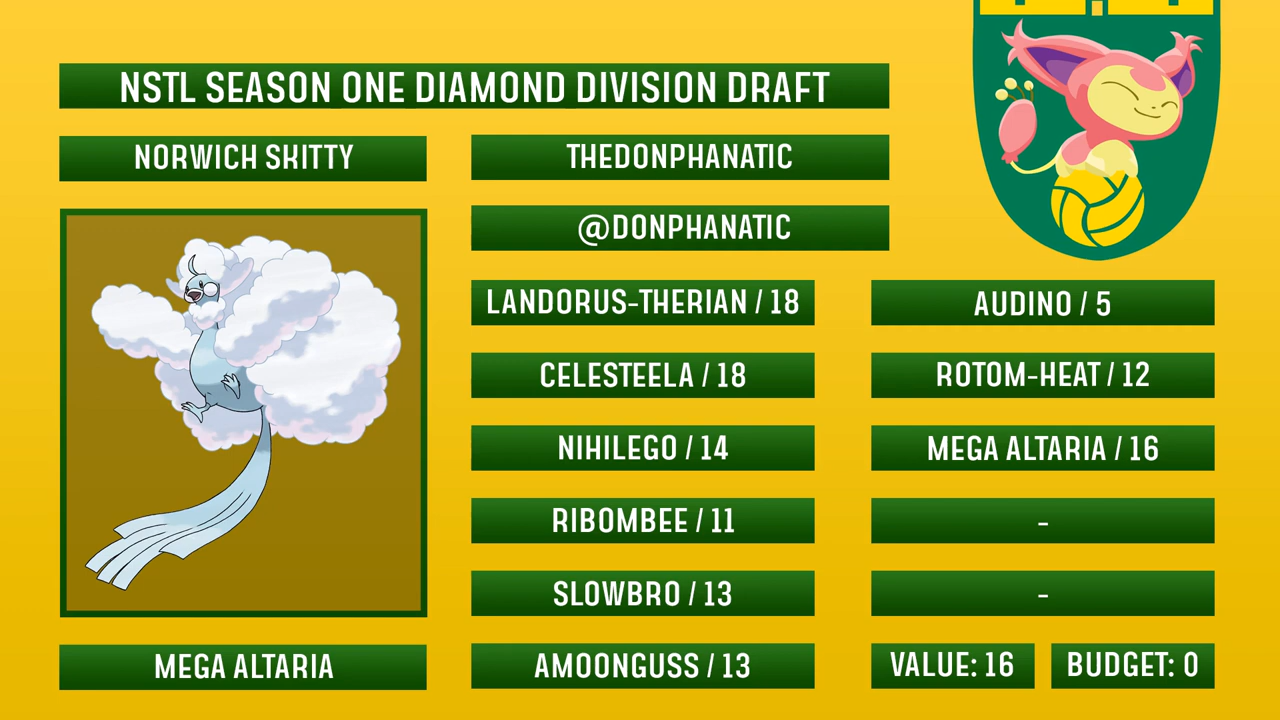 NSTL SEASON ONE DIAMOND DIVISION DRAFT
NORWICH SKITTY
THEDONPHANATIC
@DONPHANATIC
LANDORUS-THERIAN / 18
CELESTEELA / 18
NIHILEGO / 14
RIBOMBEE / 11
SLOWBRO / 13
AMOONGUSS / 13
AUDINO / 5
ROTOM-HEAT / 12
MEGA ALTARIA / 16
-
-
VALUE: 16
BUDGET: 0
MEGA ALTARIA